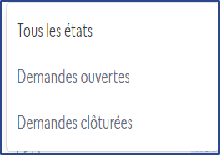 Tous les états
Demandes ouvertes
Demandes clôturées